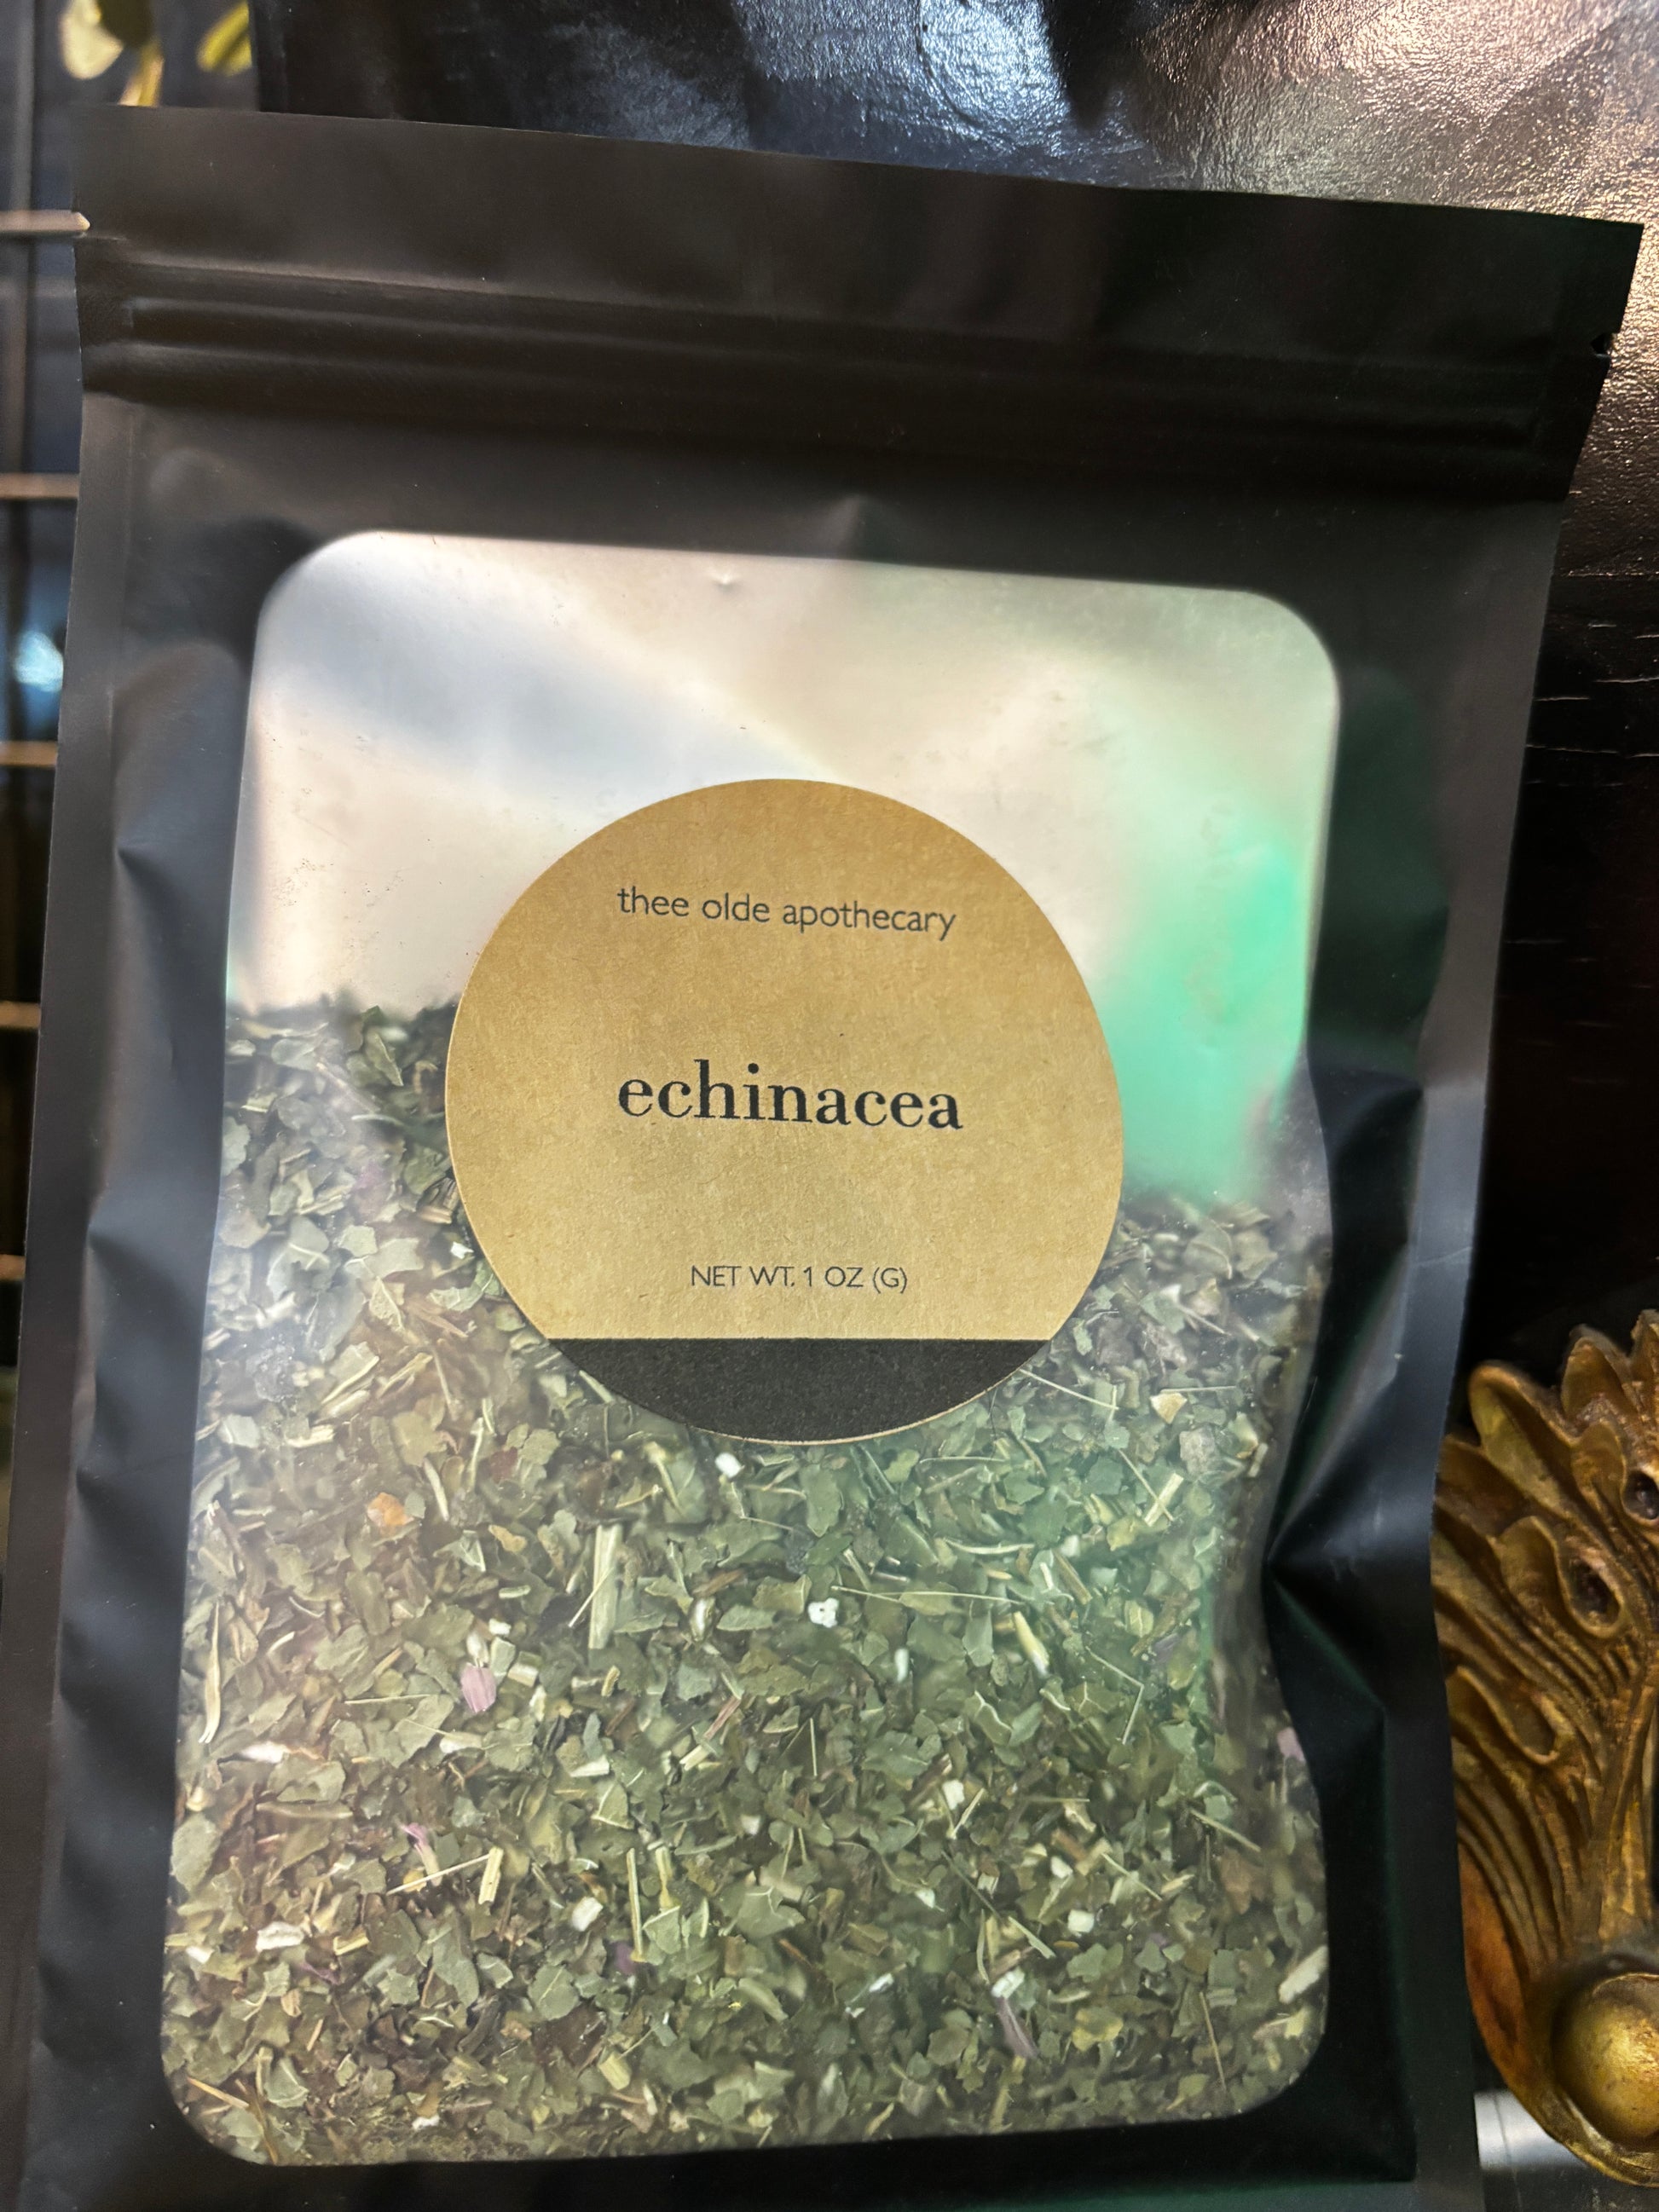 thee olde apothecary
echinacea
NET WT. 1 OZ (G)